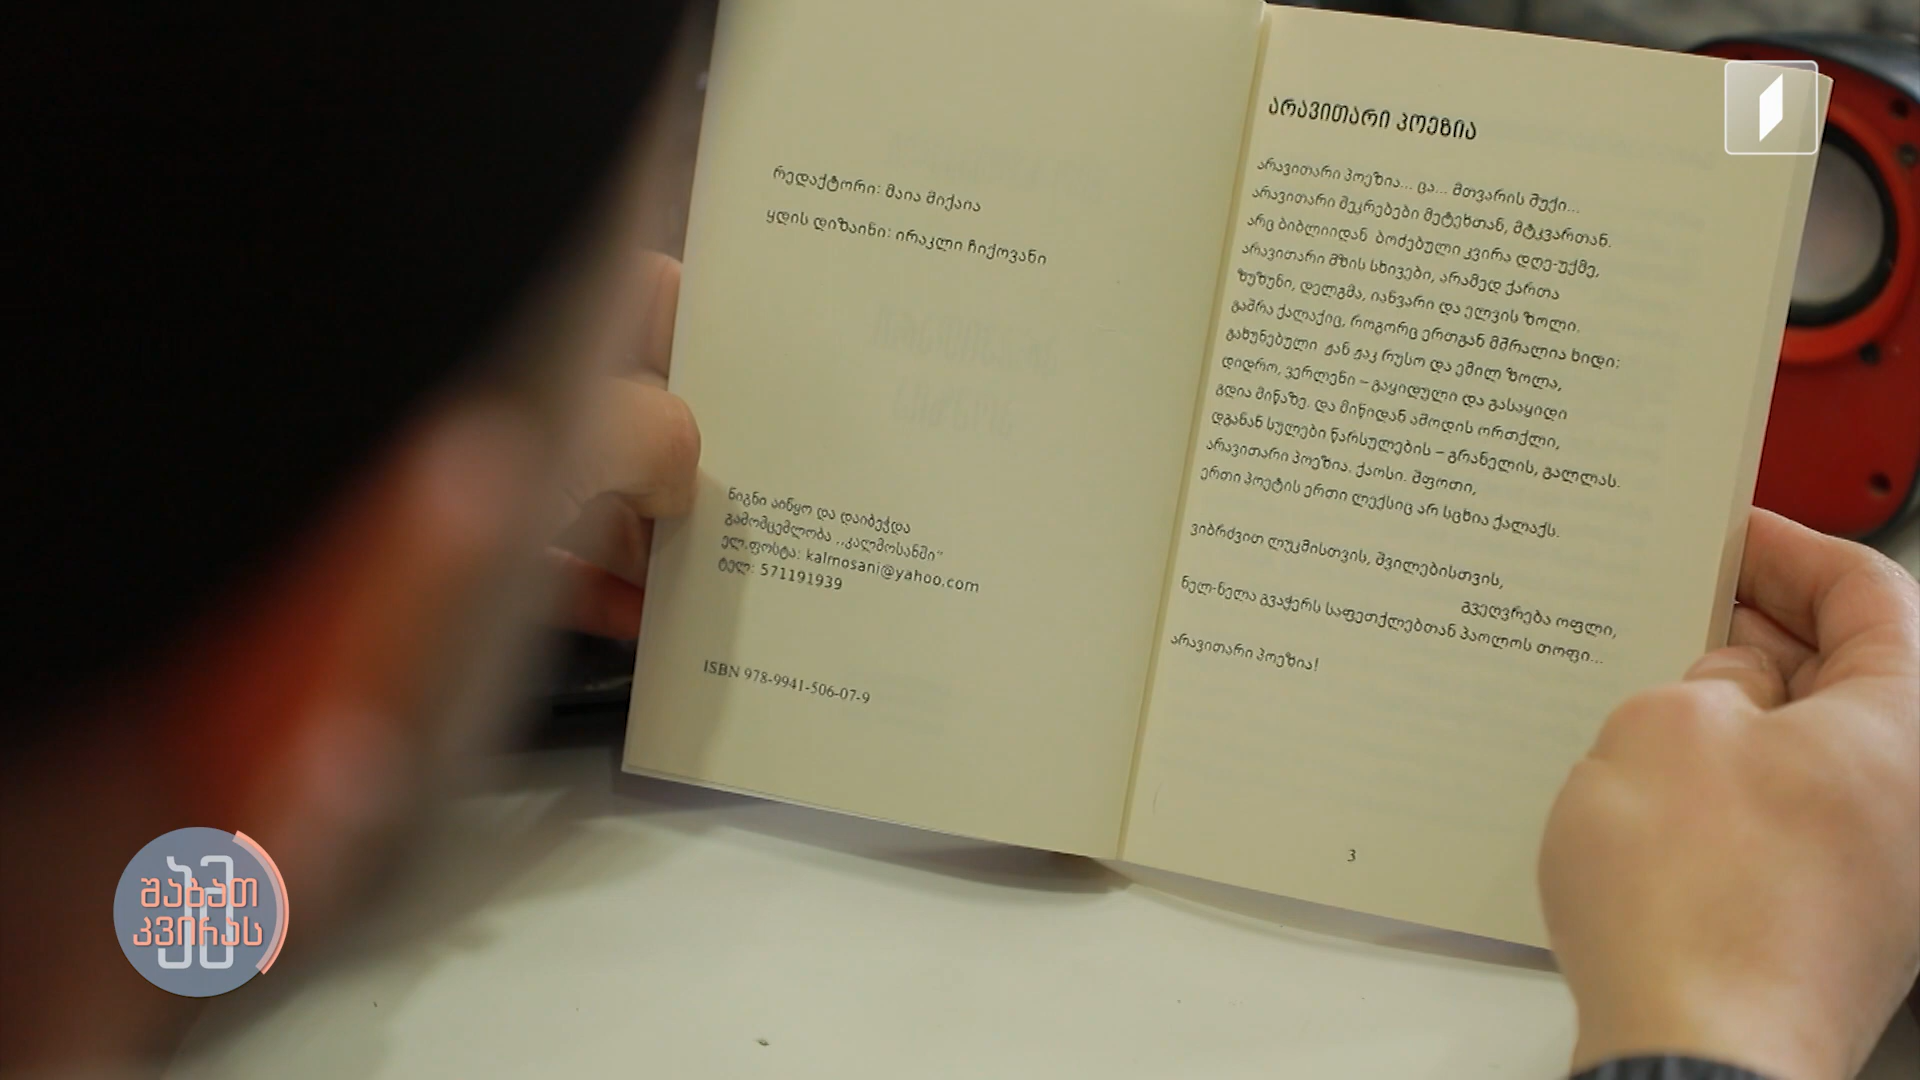 რედაქტორი: მაია მიქაია
ყდის დიზაინი: ირაკლი ჩიქოვანი
წიგნი აიწყო და დაიბეჭდა
გამომცემლობა ,,კალმოსანში"
ელ.ფოსტა: kalmosani@yahoo.com
ტელ: 571191939
ISBN 978-9941-506-07-9
არავითარი პოეზია
არავითარი პოეზია... ცა... მთვარის შუქი...
არავითარი შეკრებები მეტეხთან, მტკვართან.
არც ბიბლიიდან ბოძებული კვირა დღე-უქმე,
არავითარი მზის სხივები, არამედ ქართა
ზუზუნი, დელგმა, იანვარი და ელვის ზოლი.
გაშრა ქალაქიც, როგორც ერთგან მშრალია ხიდი:
გახუნებული ჟან ჟაკ რუსო და ემილ ზოლა,
დიდრო, ვერლენი – გაყიდული და გასაყიდი
გდია მიწაზე. და მიწიდან ამოდის ორთქლი,
დგანან სულები წარსულების – გრანელის, გალლას.
არავითარი პოეზია. ქაოსი. შფოთი,
ერთი პოეტის ერთი ლექსიც არ სცხია ქალაქს.
ვიბრძვით ლუკმისთვის, შვილებისთვის,
გვეღვრება ოფლი,
ნელ-ნელა გვაჭერს საფეთქლებთან პაოლოს თოფი...
არავითარი პოეზია!
3
შაბათ
კვირას